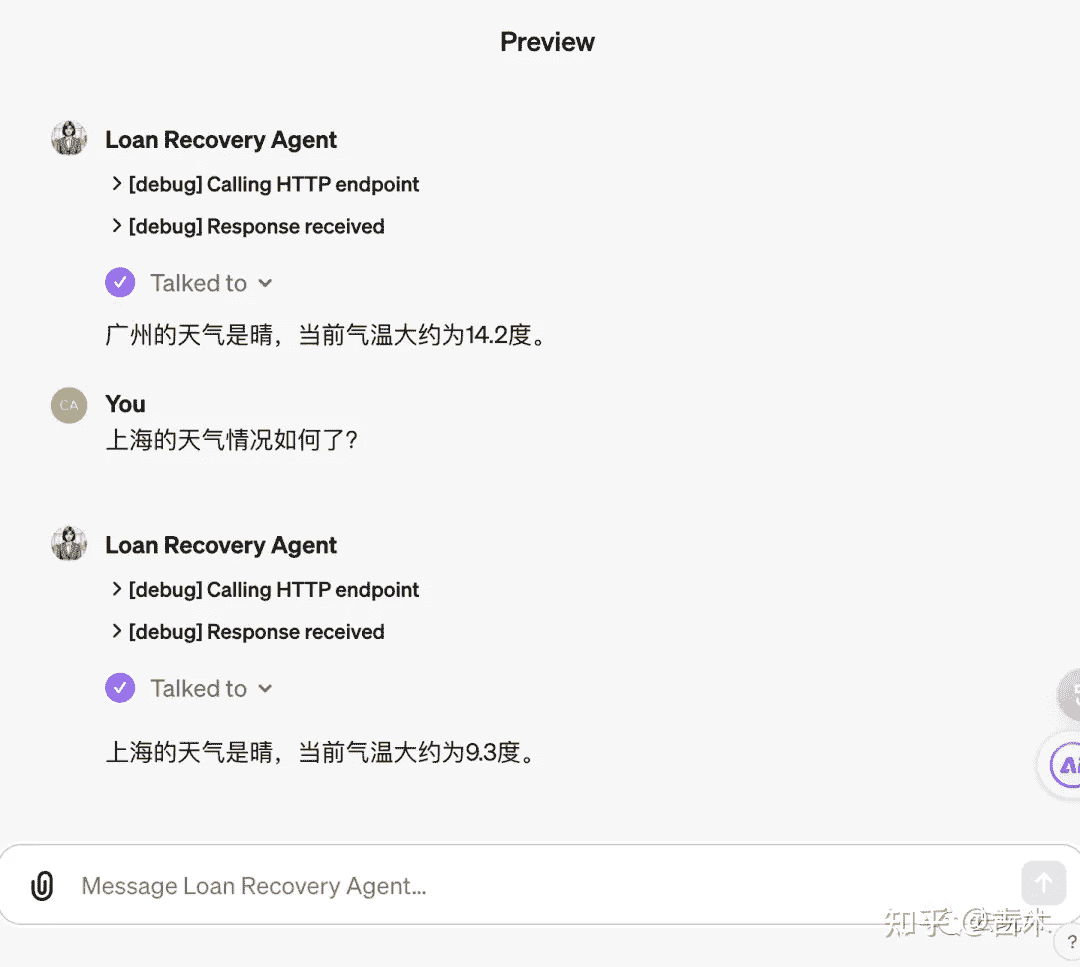 Preview
Loan Recovery Agent
[debug] Calling HTTP endpoint
[debug] Response received
Talked to
广州的天气是晴，当前气温大约为14.2度。
CA
You
上海的天气情况如何了?
Loan Recovery Agent
[debug] Calling HTTP endpoint
[debug] Response received
Talked to
上海的天气是晴，当前气温大约为9.3度。
Message Loan Recovery Agent...
知乎
?